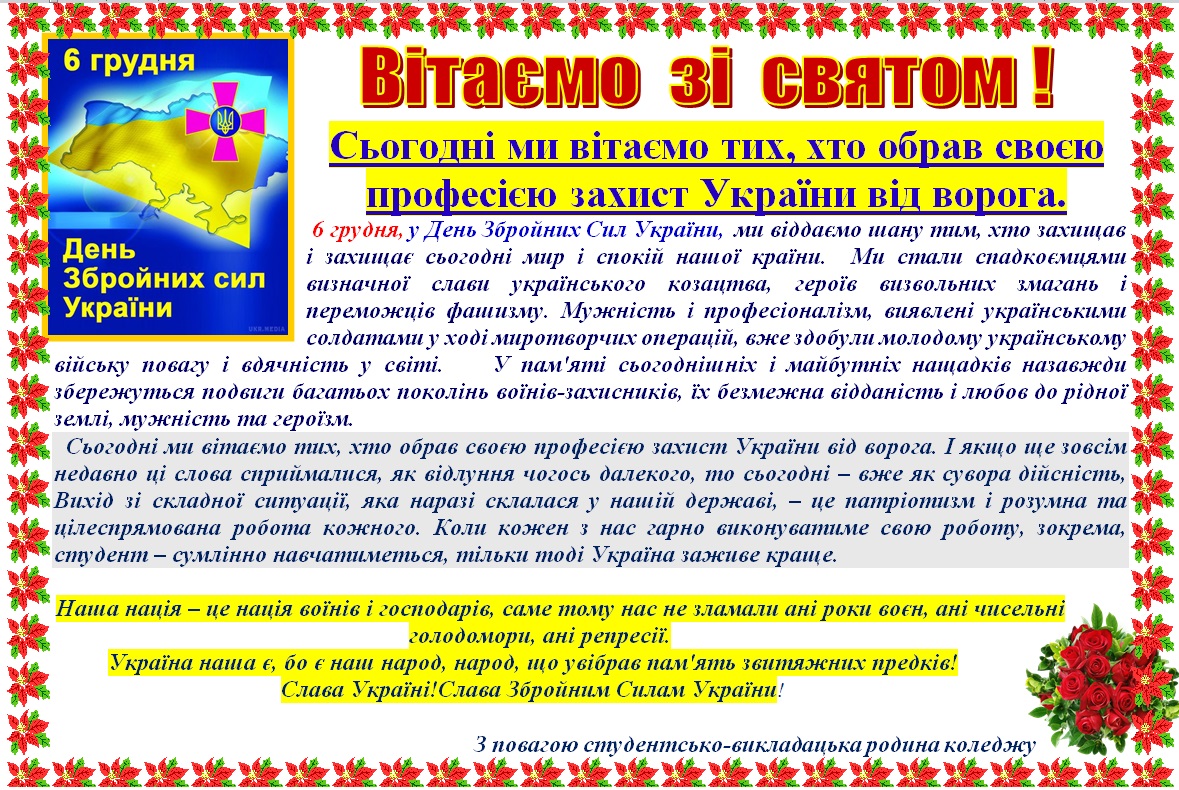 6 грудня
День
Збройних сил
України
UKR.MEDIA
Вітаємо зі святом !
Сьогодні ми вітаємо тих, хто обрав своєю
професією захист України від ворога.
6 грудня, у День Збройних Сил України, ми віддаємо шану тим, хто захищав
і захищає сьогодні мир і спокій нашої країни. Ми стали спадкоємцями
визначної слави українського козацтва, героїв визвольних змагань і
переможців фашизму. Мужність і професіоналізм, виявлені українськими
солдатами у ході миротворчих операцій, вже здобули молодому українському
війську повагу і вдячність у світі. У пам'яті сьогоднішніх і майбутніх нащадків назавжди
збережуться подвиги багатьох поколінь воїнів-захисників, їх безмежна відданість і любов до рідної
землі, мужність та героїзм.
Сьогодні ми вітаємо тих, хто обрав своєю професією захист України від ворога. І якщо ще зовсім
недавно ці слова сприймалися, як відлуння чогось далекого, то сьогодні – вже як сувора дійсність,
Вихід зі складної ситуації, яка наразі склалася у нашій державі, – це патріотизм і розумна та
цілеспрямована робота кожного. Коли кожен з нас гарно виконуватиме свою роботу, зокрема,
студент – сумлінно навчатиметься, тільки тоді Україна заживе краще.
Наша нація – це нація воїнів і господарів, саме тому нас не зламали ані роки воєн, ані чисельні
голодомори, ані репресії.
Україна наша є, бо є наш народ, народ, що увібрав пам'ять звитяжних предків!
Слава Україні!Слава Збройним Силам України!
З повагою студентсько-викладацька родина коледжу